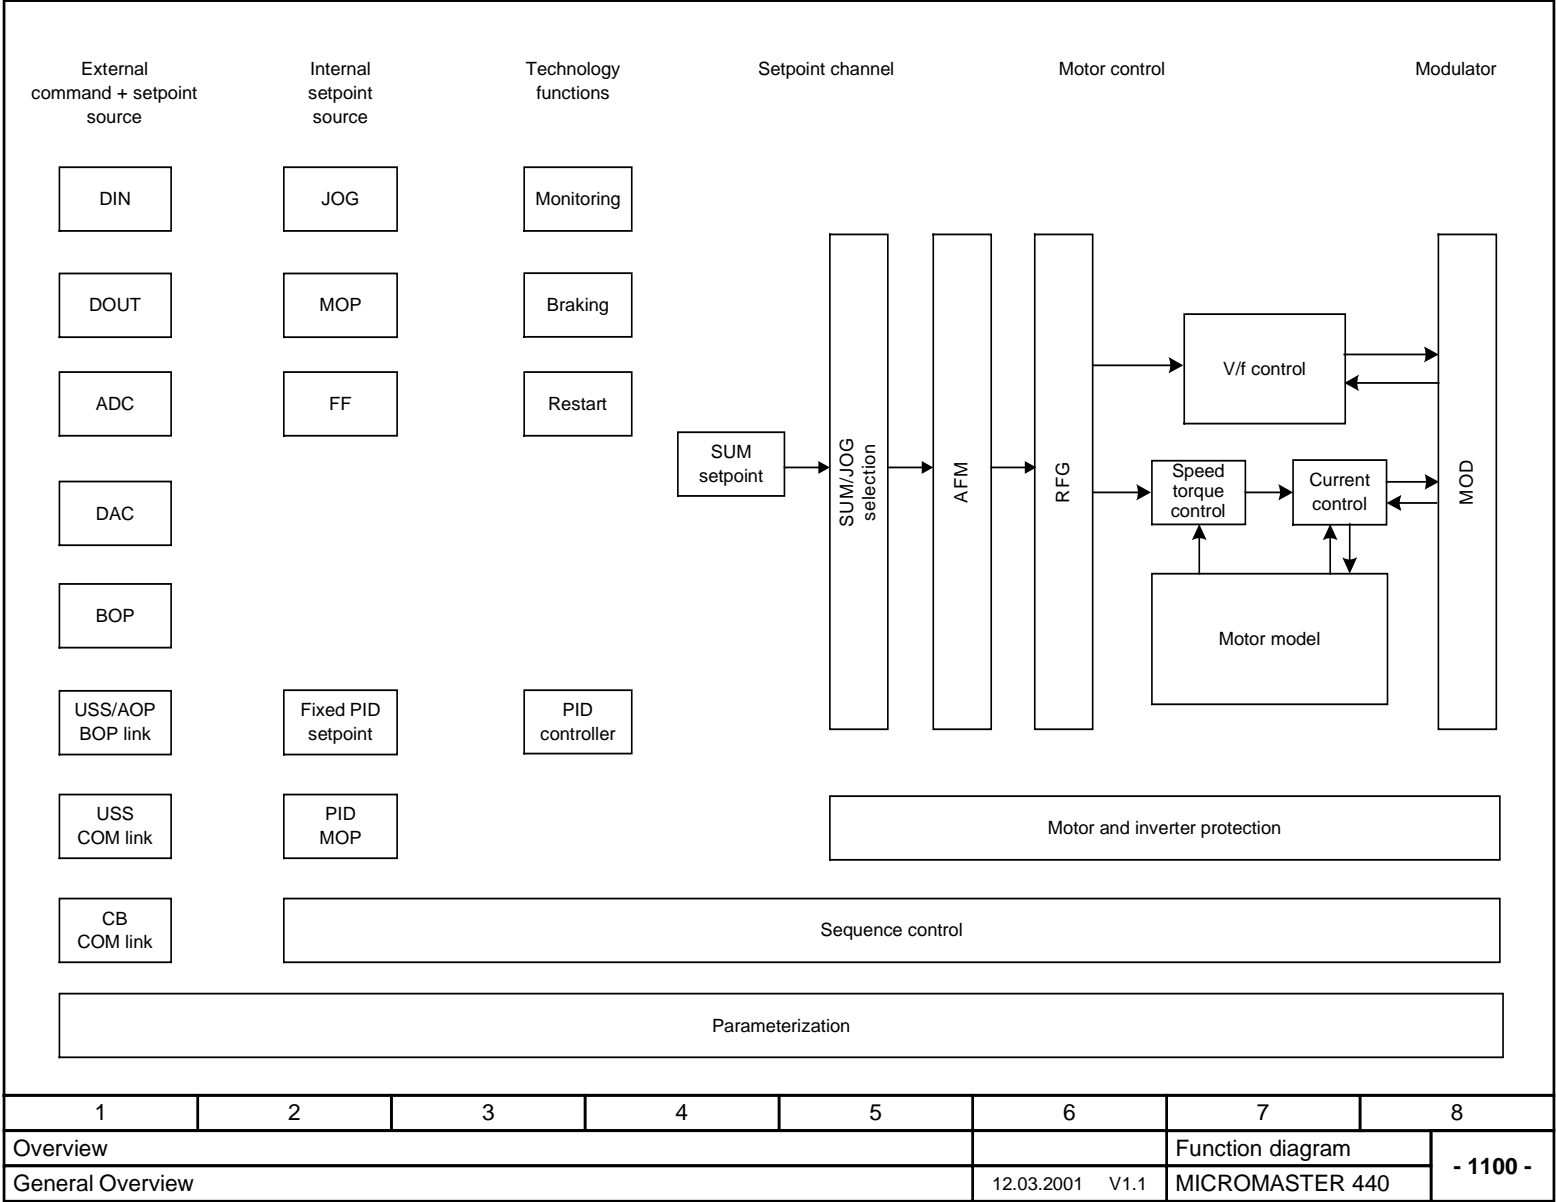 External
command + setpoint
source
Internal
setpoint
source
Technology
functions
Setpoint channel
Motor control
Modulator
DIN
JOG
Monitoring
DOUT
MOP
Braking
ADC
FF
Restart
DAC
BOP
USS/AOP
BOP link
Fixed PID
setpoint
PID
controller
USS
COM link
PID
MOP
CB
COM link
SUM
setpoint
SUM/JOG
selection
AFM
RFG
V/f control
Speed
torque
control
Current
control
Motor model
MOD
Motor and inverter protection
Sequence control
Parameterization
1 2 3 4 5 6 7 8
Overview
Function diagram
- 1100 -
General Overview
12.03.2001 V1.1
MICROMASTER 440